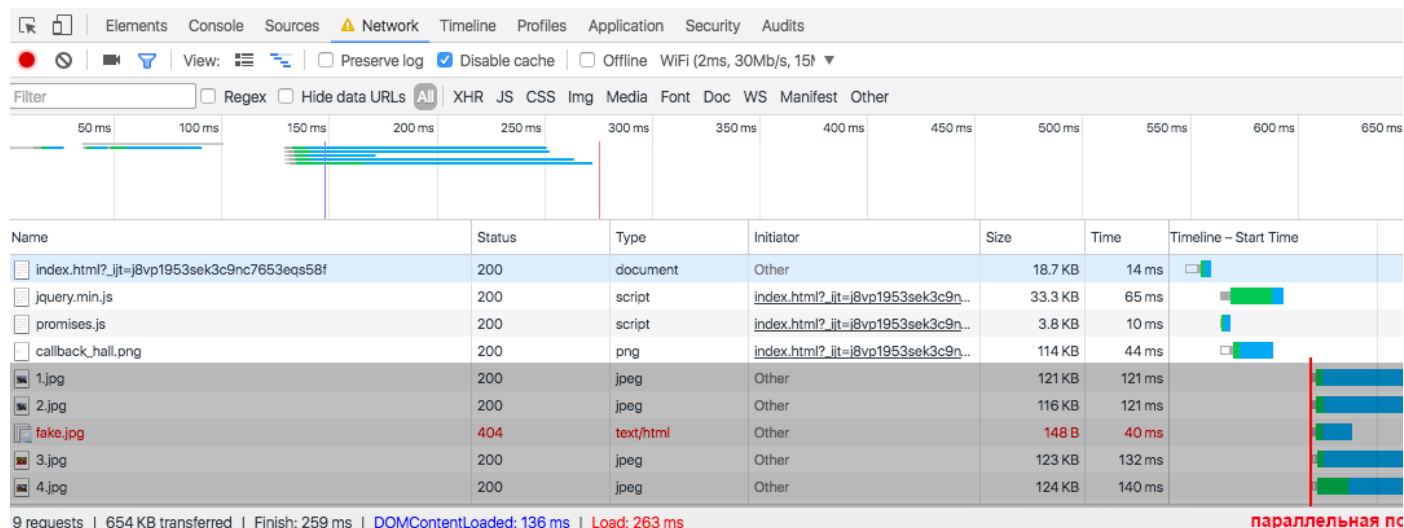 Elements Console Sources Network Timeline Profiles Application Security Audits
View: Preserve log Disable cache Offline WiFi (2ms, 30Mb/s, 15M
Filter Regex Hide data URLs All XHR JS CSS Img Media Font Doc WS Manifest Other
50 ms 100 ms 150 ms 200 ms 250 ms 300 ms 350 ms 400 ms 450 ms 500 ms 550 ms 600 ms 650 ms
Name Status Type Initiator Size Time Timeline – Start Time
index.html?_ijt=j8vp1953sek3c9nc7653eqs58f 200 document Other 18.7 KB 14 ms
jquery.min.js 200 script index.html?_ijt=j8vp1953sek3c9n... 33.3 KB 65 ms
promises.js 200 script index.html?_ijt=j8vp1953sek3c9n... 3.8 KB 10 ms
callback_hall.png 200 png index.html?_ijt=j8vp1953sek3c9n... 114 KB 44 ms
1.jpg 200 jpeg Other 121 KB 121 ms
2.jpg 200 jpeg Other 116 KB 121 ms
fake.jpg 404 text/html Other 148 B 40 ms
3.jpg 200 jpeg Other 123 KB 132 ms
4.jpg 200 jpeg Other 124 KB 140 ms
9 requests | 654 KB transferred | Finish: 259 ms | DOMContentLoaded: 136 ms | Load: 263 ms параллельная по